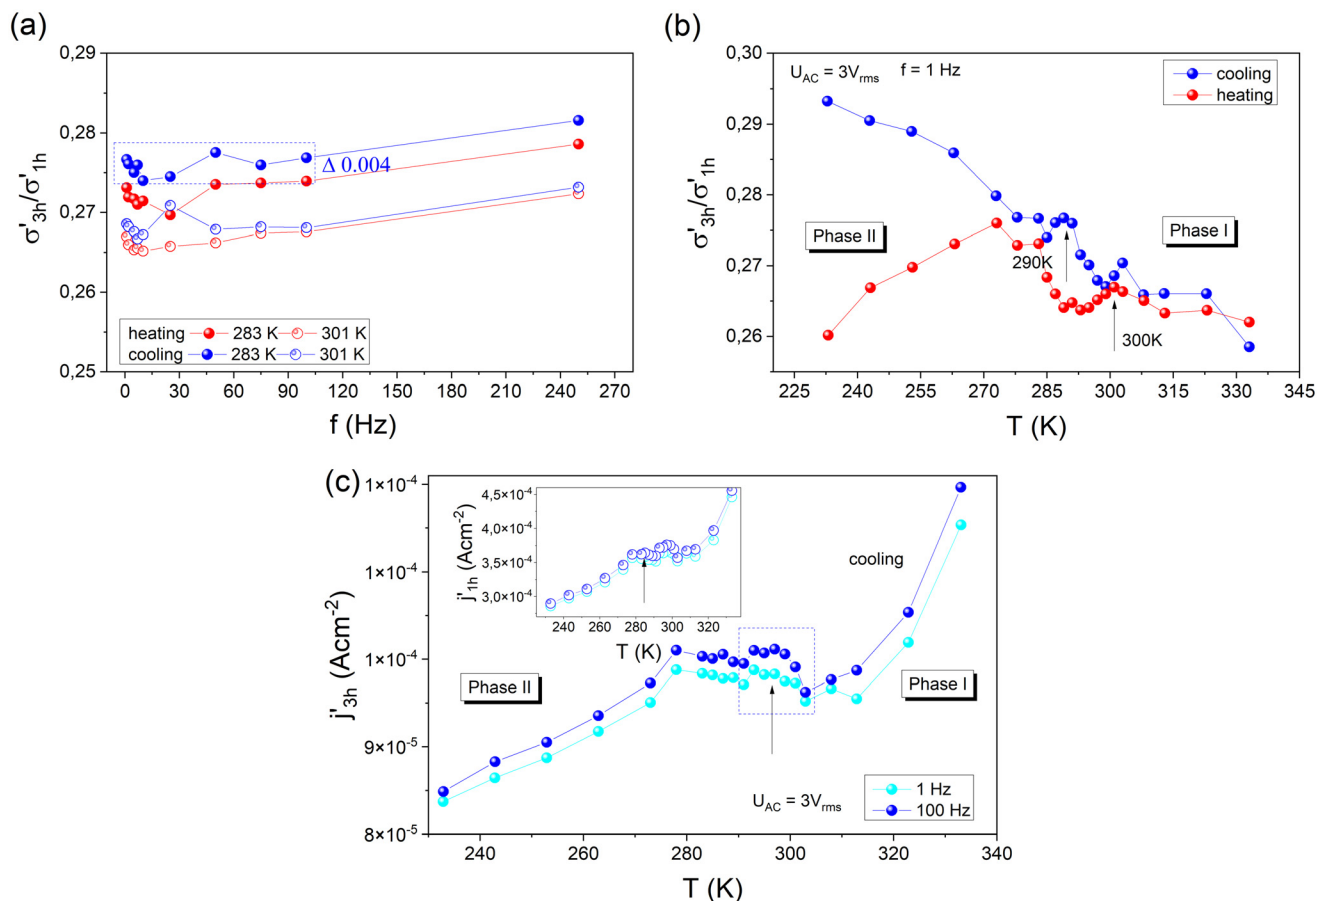 (a)
0,29
0,28
0,27
0,26
0,25
σ'3h/σ'1h
Δ 0.004
heating 283 K 301 K
cooling 283 K 301 K
0 30 60 90 120 150 180 210 240 270
f (Hz)
(b)
0,30
0,29
0,28
0,27
0,26
σ'3h/σ'1h
UAC = 3Vrms f = 1 Hz
cooling
heating
Phase II
Phase I
290K
300K
225 240 255 270 285 300 315 330 345
T (K)
(c)
1×10-4
1×10-4
1×10-4
9×10-5
8×10-5
j'3h (Acm-2)
4,5×10-4
4,0×10-4
3,5×10-4
3,0×10-4
j'1h (Acm-2)
240 260 280 300 320
T (K)
cooling
Phase II
Phase I
UAC = 3Vrms
1 Hz
100 Hz
240 260 280 300 320 340
T (K)